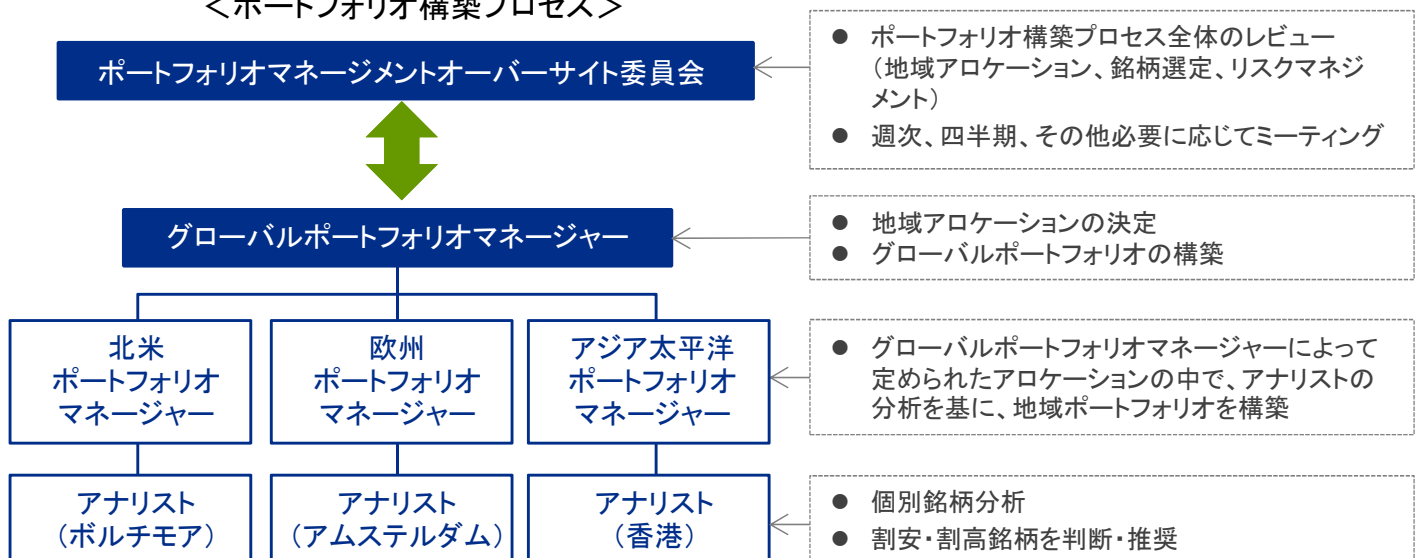 ＜ポートフォリオ構築プロセス＞
ポートフォリオマネージメントオーバーサイト委員会
● ポートフォリオ構築プロセス全体のレビュー
（地域アロケーション、銘柄選定、リスクマネジ
メント）
● 週次、四半期、その他必要に応じてミーティング
グローバルポートフォリオマネージャー
● 地域アロケーションの決定
● グローバルポートフォリオの構築
北米
ポートフォリオ
マネージャー
欧州
ポートフォリオ
マネージャー
アジア太平洋
ポートフォリオ
マネージャー
● グローバルポートフォリオマネージャーによって
定められたアロケーションの中で、アナリストの
分析を基に、地域ポートフォリオを構築
アナリスト
（ボルチモア）
アナリスト
（アムステルダム）
アナリスト
（香港）
● 個別銘柄分析
● 割安・割高銘柄を判断・推奨